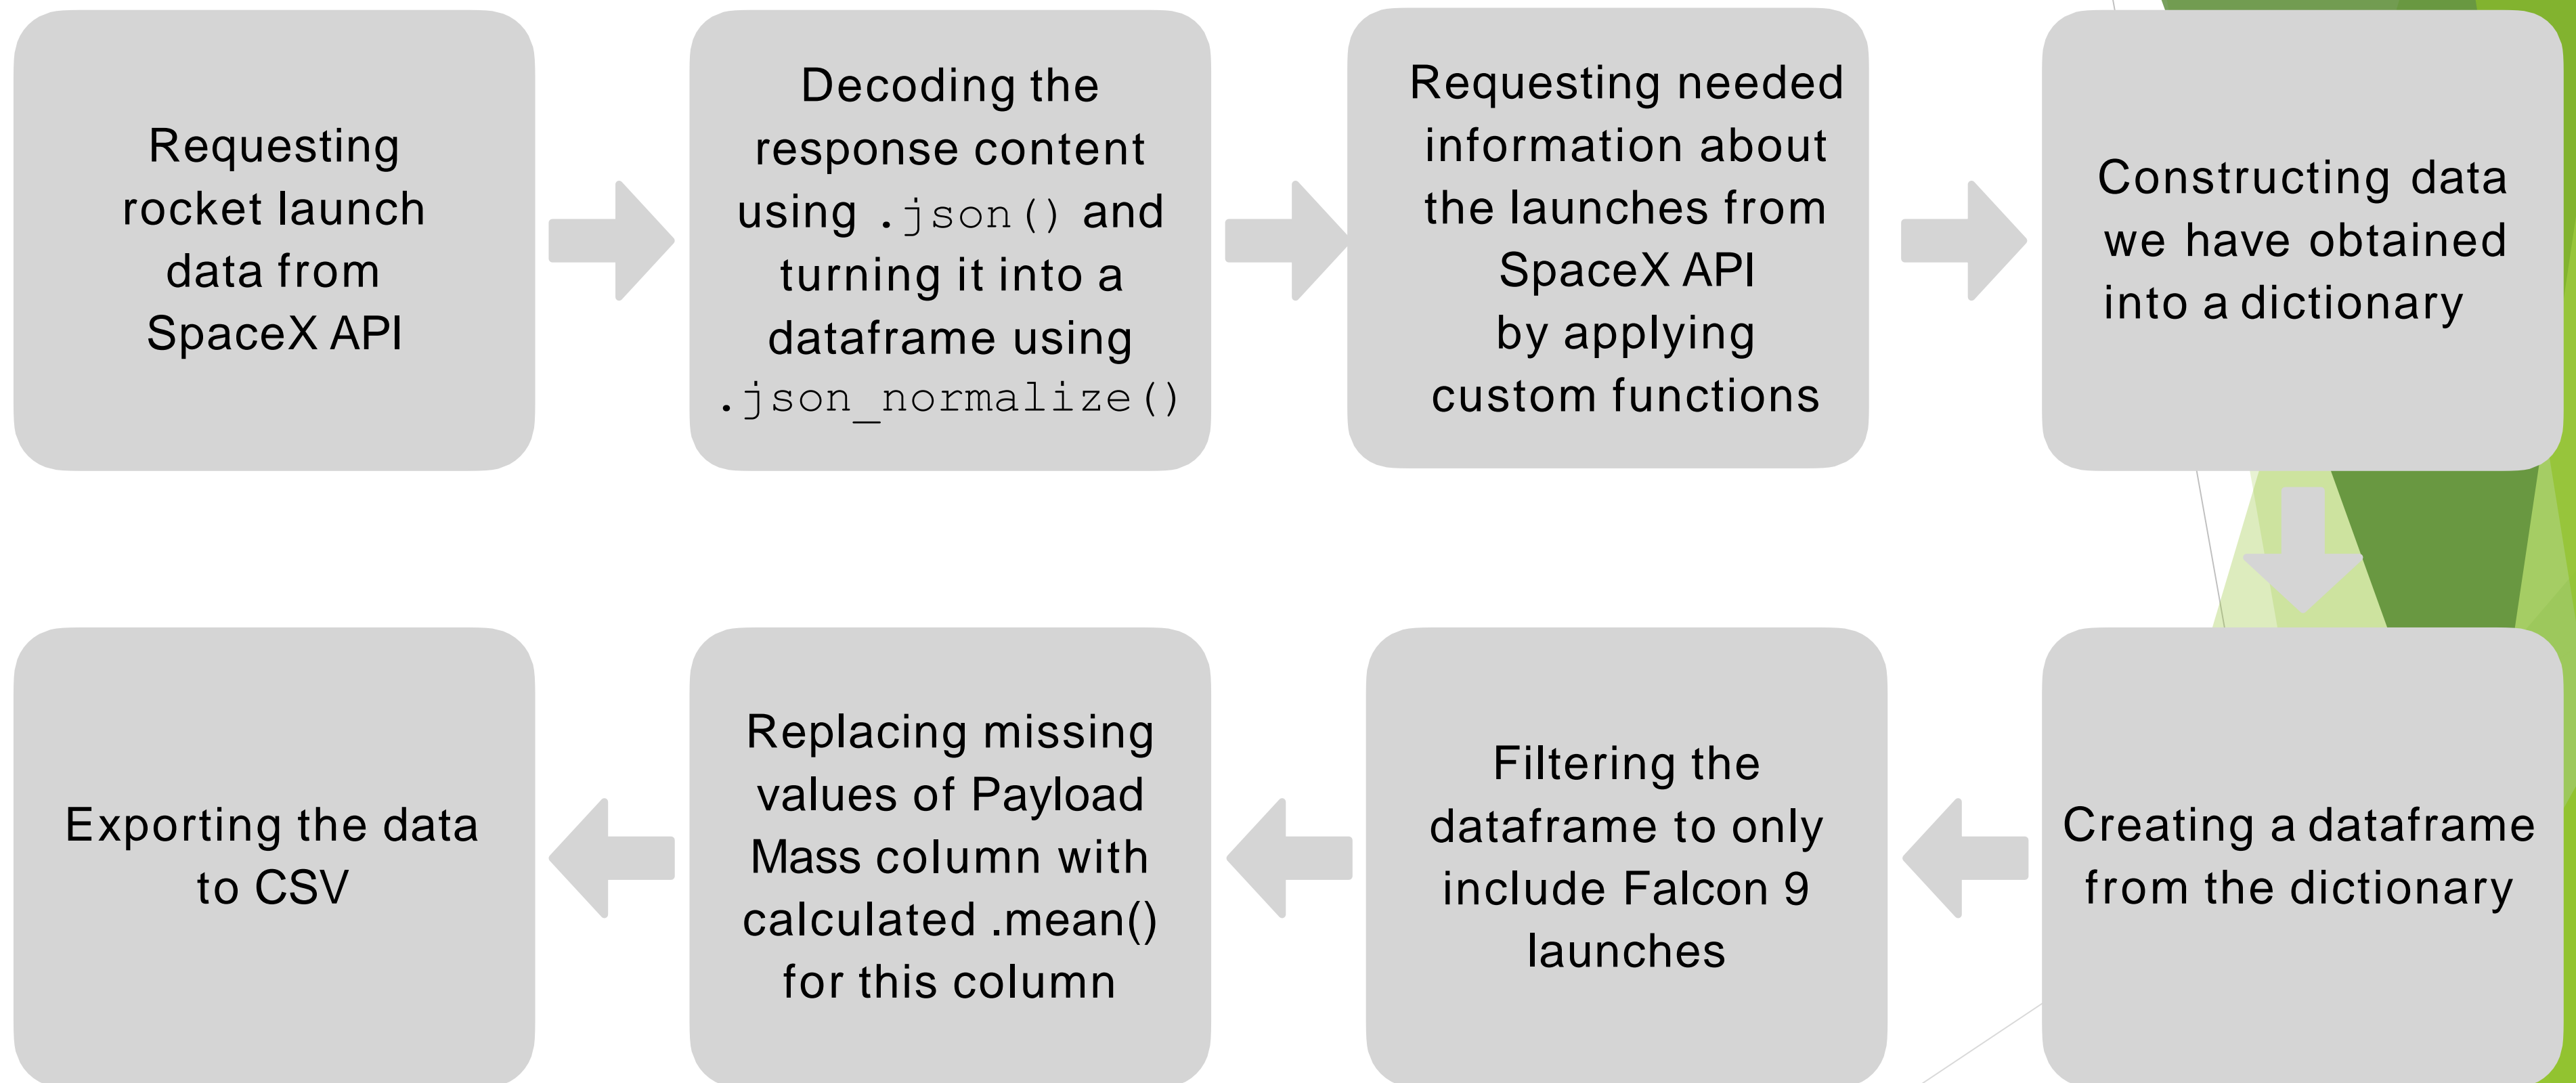 Requesting
rocket launch
data from
SpaceX API
Decoding the
response content
using .json() and
turning it into a
dataframe using
.json_normalize()
Requesting needed
information about
the launches from
SpaceX API
by applying
custom functions
Constructing data
we have obtained
into a dictionary
Creating a dataframe
from the dictionary
Filtering the
dataframe to only
include Falcon 9
launches
Replacing missing
values of Payload
Mass column with
calculated .mean()
for this column
Exporting the data
to CSV